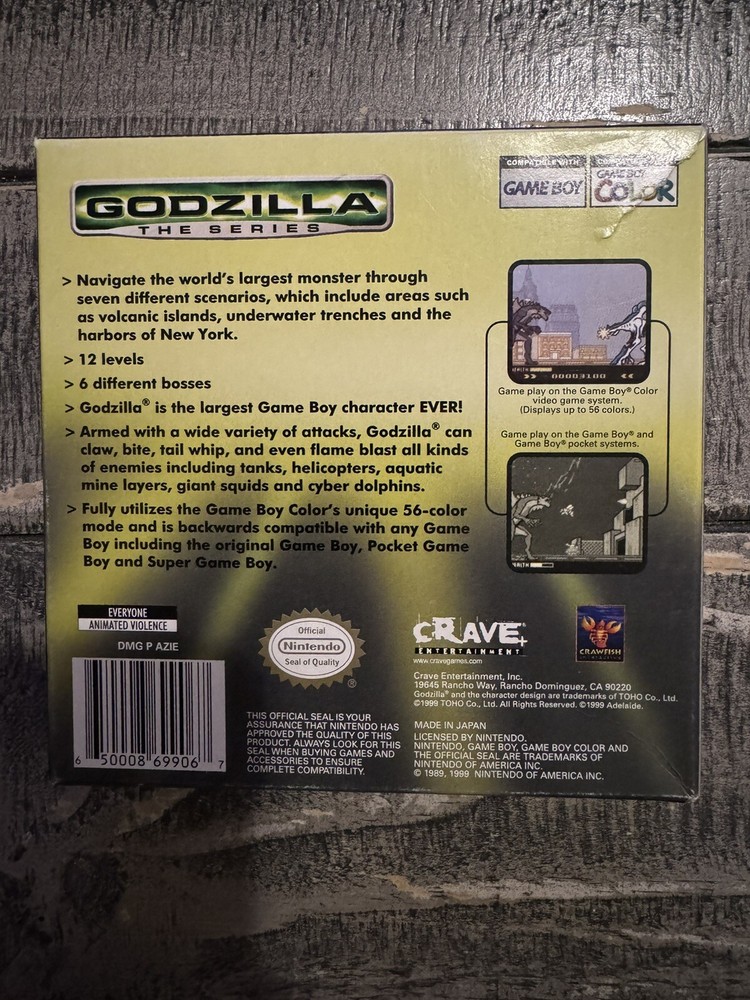 COMPATIBLE WITH
GAME BOY
GAME BOY
COLOR
GODZILLA®
THE SERIES
> Navigate the world's largest monster through
seven different scenarios, which include areas such
as volcanic islands, underwater trenches and the
harbors of New York.
> 12 levels
> 6 different bosses
> Godzilla® is the largest Game Boy character EVER!
> Armed with a wide variety of attacks, Godzilla® can
claw, bite, tail whip, and even flame blast all kinds
of enemies including tanks, helicopters, aquatic
mine layers, giant squids and cyber dolphins.
> Fully utilizes the Game Boy Color's unique 56-color
mode and is backwards compatible with any Game
Boy including the original Game Boy, Pocket Game
Boy and Super Game Boy.
00003100
Game play on the Game Boy® Color
video game system.
(Displays up to 56 colors.)
Game play on the Game Boy® and
Game Boy® pocket systems.
EVERYONE
ANIMATED VIOLENCE
DMG P AZIE
6 50008 69906 7
Official
Nintendo
Seal of Quality
®
THIS OFFICIAL SEAL IS YOUR
ASSURANCE THAT NINTENDO HAS
APPROVED THE QUALITY OF THIS
PRODUCT. ALWAYS LOOK FOR THIS
SEAL WHEN BUYING GAMES AND
ACCESSORIES TO ENSURE
COMPLETE COMPATIBILITY.
CRAVE
ENTERTAINMENT
www.cravegames.com
CRAWFISH
Crave Entertainment, Inc.
19645 Rancho Way, Rancho Dominguez, CA 90220
Godzilla® and the character design are trademarks of TOHO Co., Ltd.
©1999 TOHO Co., Ltd. All Rights Reserved. ©1999 Adelaide.
MADE IN JAPAN
LICENSED BY NINTENDO.
NINTENDO, GAME BOY, GAME BOY COLOR AND
THE OFFICIAL SEAL ARE TRADEMARKS OF
NINTENDO OF AMERICA INC.
© 1989, 1999 NINTENDO OF AMERICA INC.